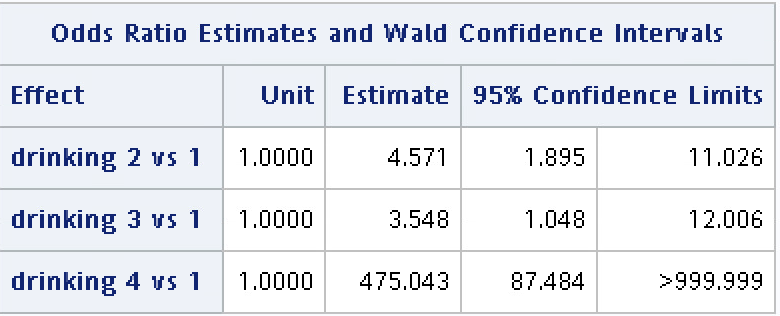 Odds Ratio Estimates and Wald Confidence Intervals
Effect Unit Estimate 95% Confidence Limits
drinking 2 vs 1 1.0000 4.571 1.895 11.026
drinking 3 vs 1 1.0000 3.548 1.048 12.006
drinking 4 vs 1 1.0000 475.043 87.484 >999.999